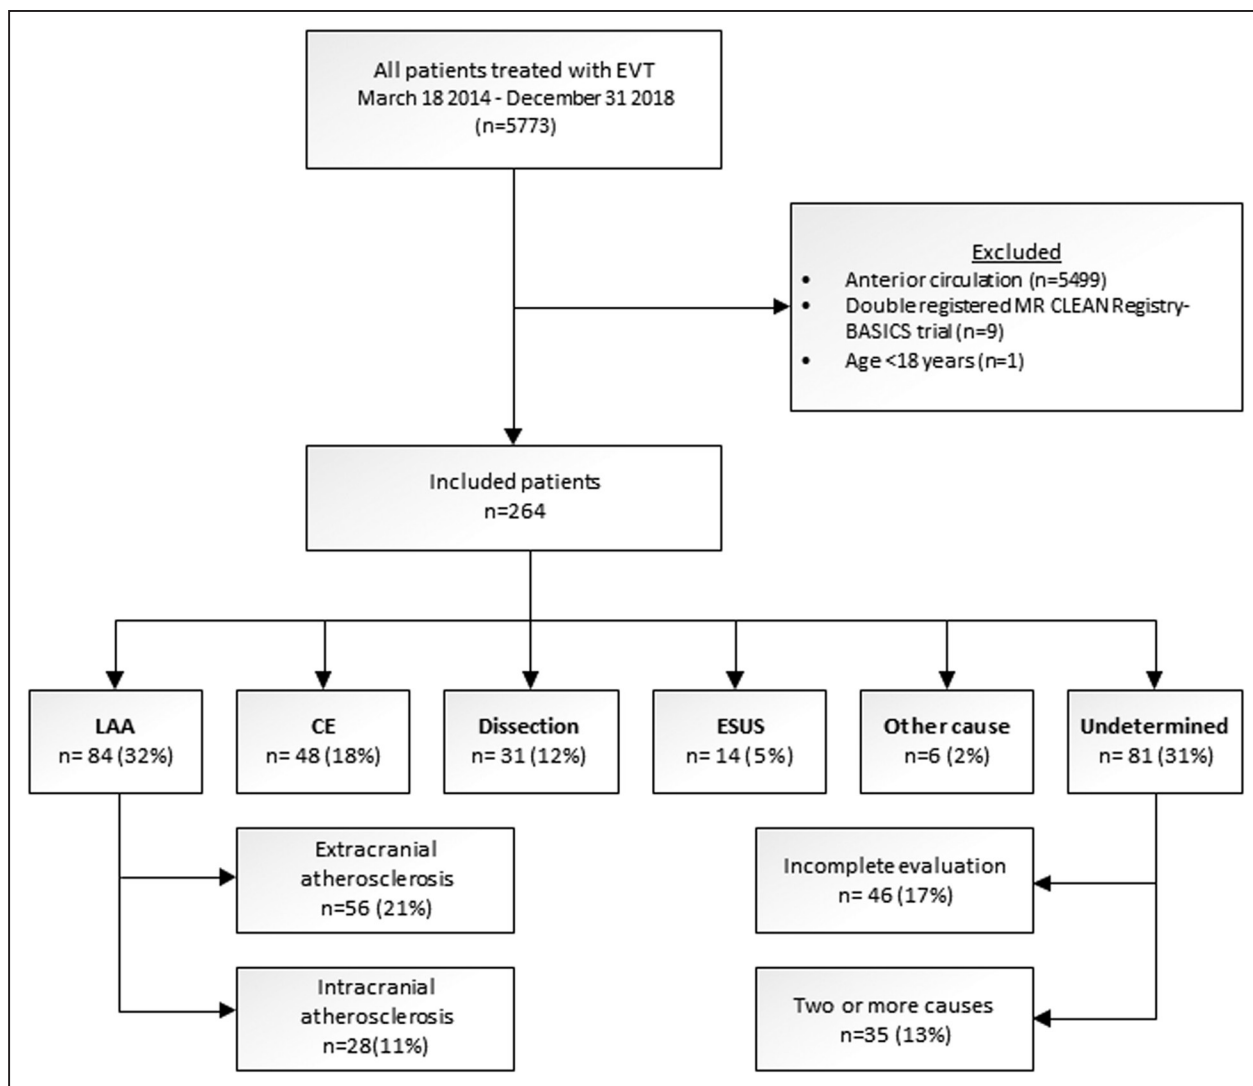 All patients treated with EVT
March 18 2014 - December 31 2018
(n=5773)
Excluded
• Anterior circulation (n=5499)
• Double registered MR CLEAN Registry-
BASICS trial (n=9)
• Age <18 years (n=1)
Included patients
n=264
LAA
n= 84 (32%)
CE
n= 48 (18%)
Dissection
n= 31 (12%)
ESUS
n= 14 (5%)
Other cause
n=6 (2%)
Undetermined
n= 81 (31%)
Extracranial
atherosclerosis
n=56 (21%)
Incomplete evaluation
n= 46 (17%)
Intracranial
atherosclerosis
n=28(11%)
Two or more causes
n=35 (13%)